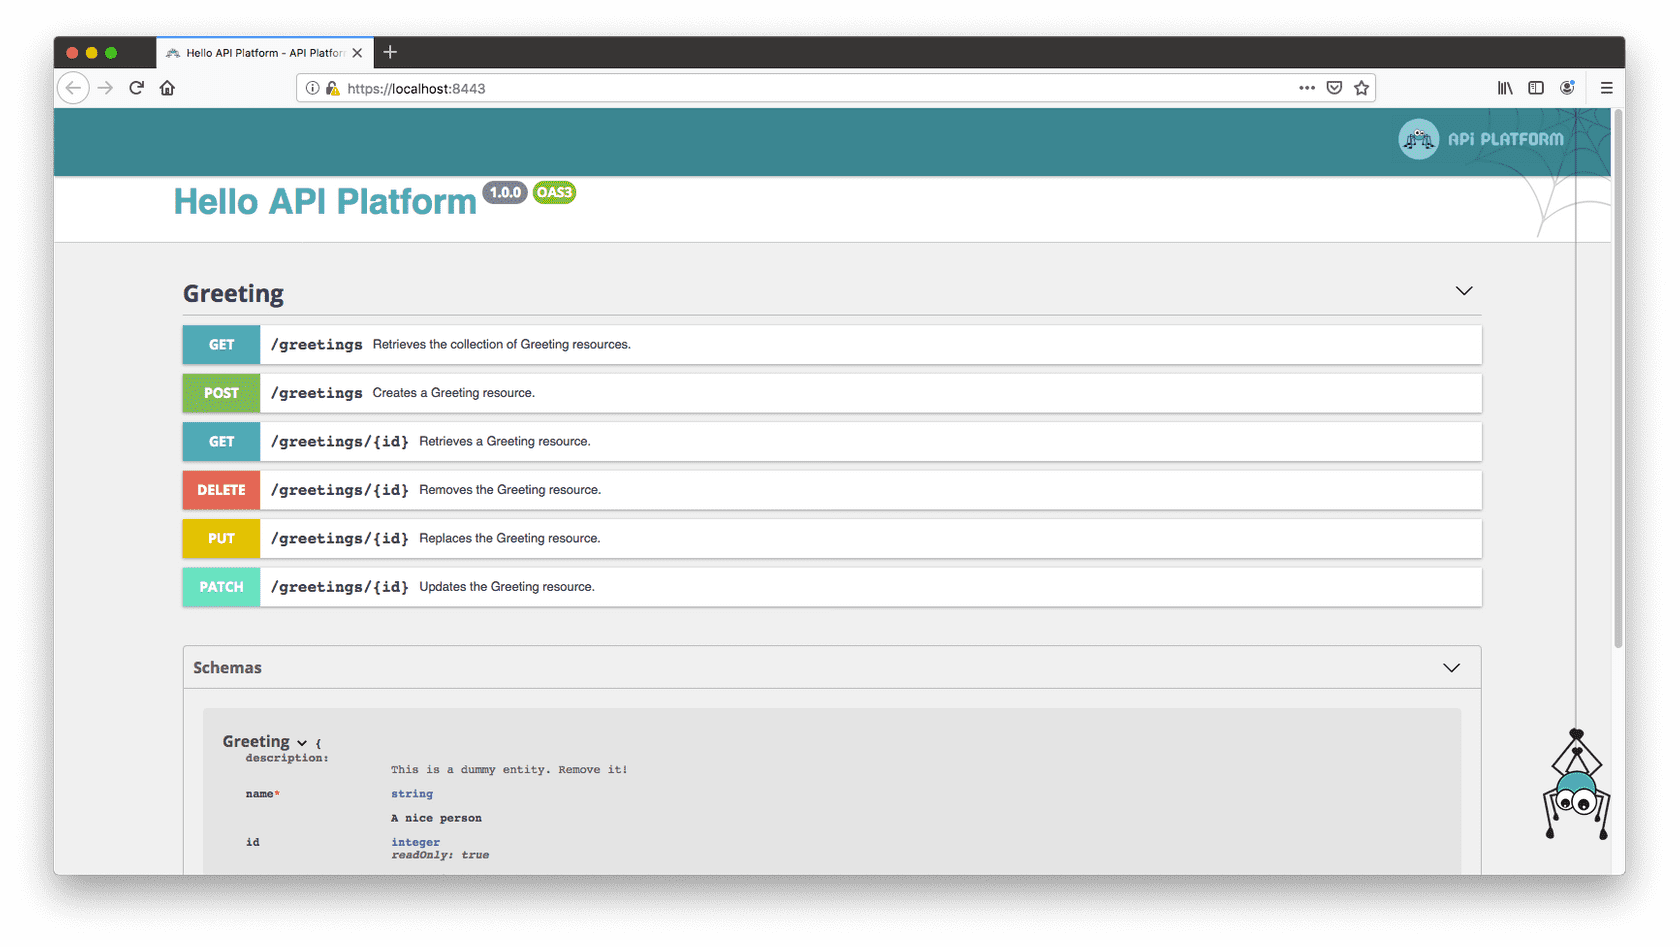 Hello API Platform - API Platfor
https://localhost:8443
API PLATFORM
Hello API Platform 1.0.0 OAS3
Greeting
GET /greetings Retrieves the collection of Greeting resources.
POST /greetings Creates a Greeting resource.
GET /greetings/{id} Retrieves a Greeting resource.
DELETE /greetings/{id} Removes the Greeting resource.
PUT /greetings/{id} Replaces the Greeting resource.
PATCH /greetings/{id} Updates the Greeting resource.
Schemas
Greeting {
description:
This is a dummy entity. Remove it!
name* string
A nice person
id integer
readOnly: true